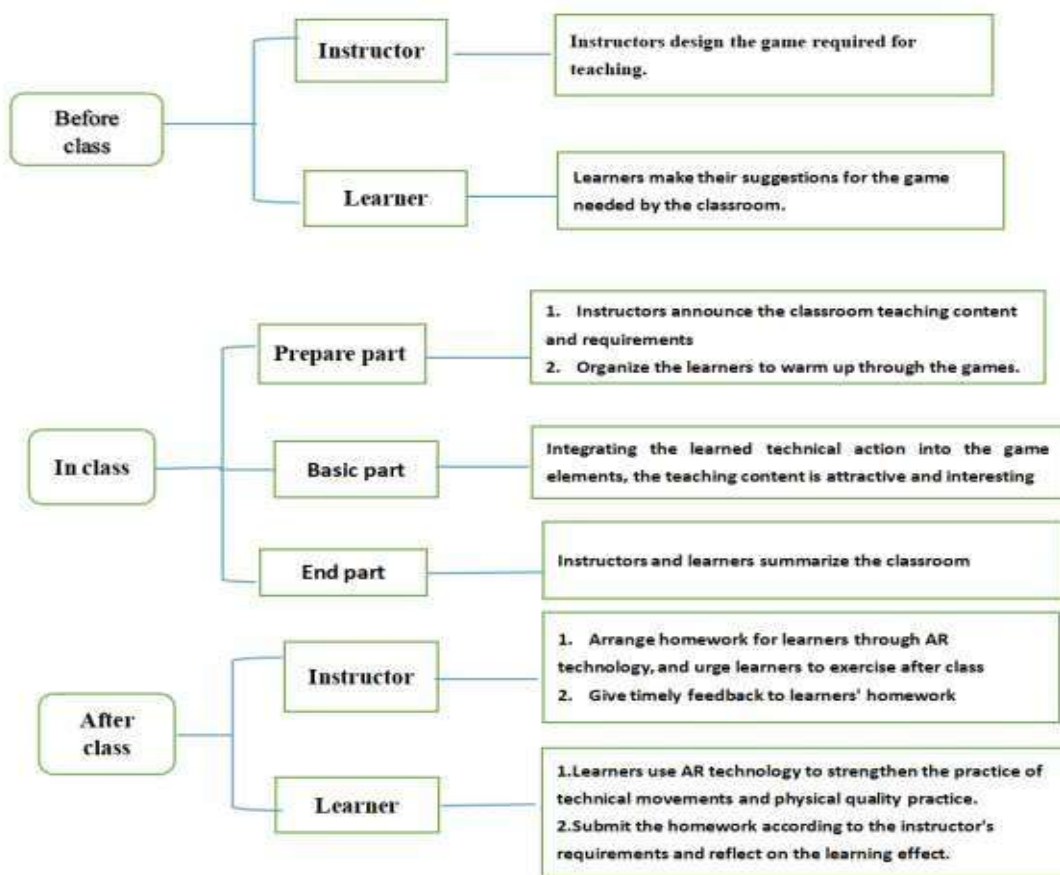 Before
class
Instructor
Instructors design the game required for
teaching.
Learner
Learners make their suggestions for the game
needed by the classroom.
In class
Prepare part
1. Instructors announce the classroom teaching content
and requirements
2. Organize the learners to warm up through the games.
Basic part
Integrating the learned technical action into the game
elements, the teaching content is attractive and interesting
End part
Instructors and learners summarize the classroom
After
class
Instructor
1. Arrange homework for learners through AR
technology, and urge learners to exercise after class
2. Give timely feedback to learners' homework
Learner
1.Learners use AR technology to strengthen the practice of
technical movements and physical quality practice.
2.Submit the homework according to the instructor's
requirements and reflect on the learning effect.